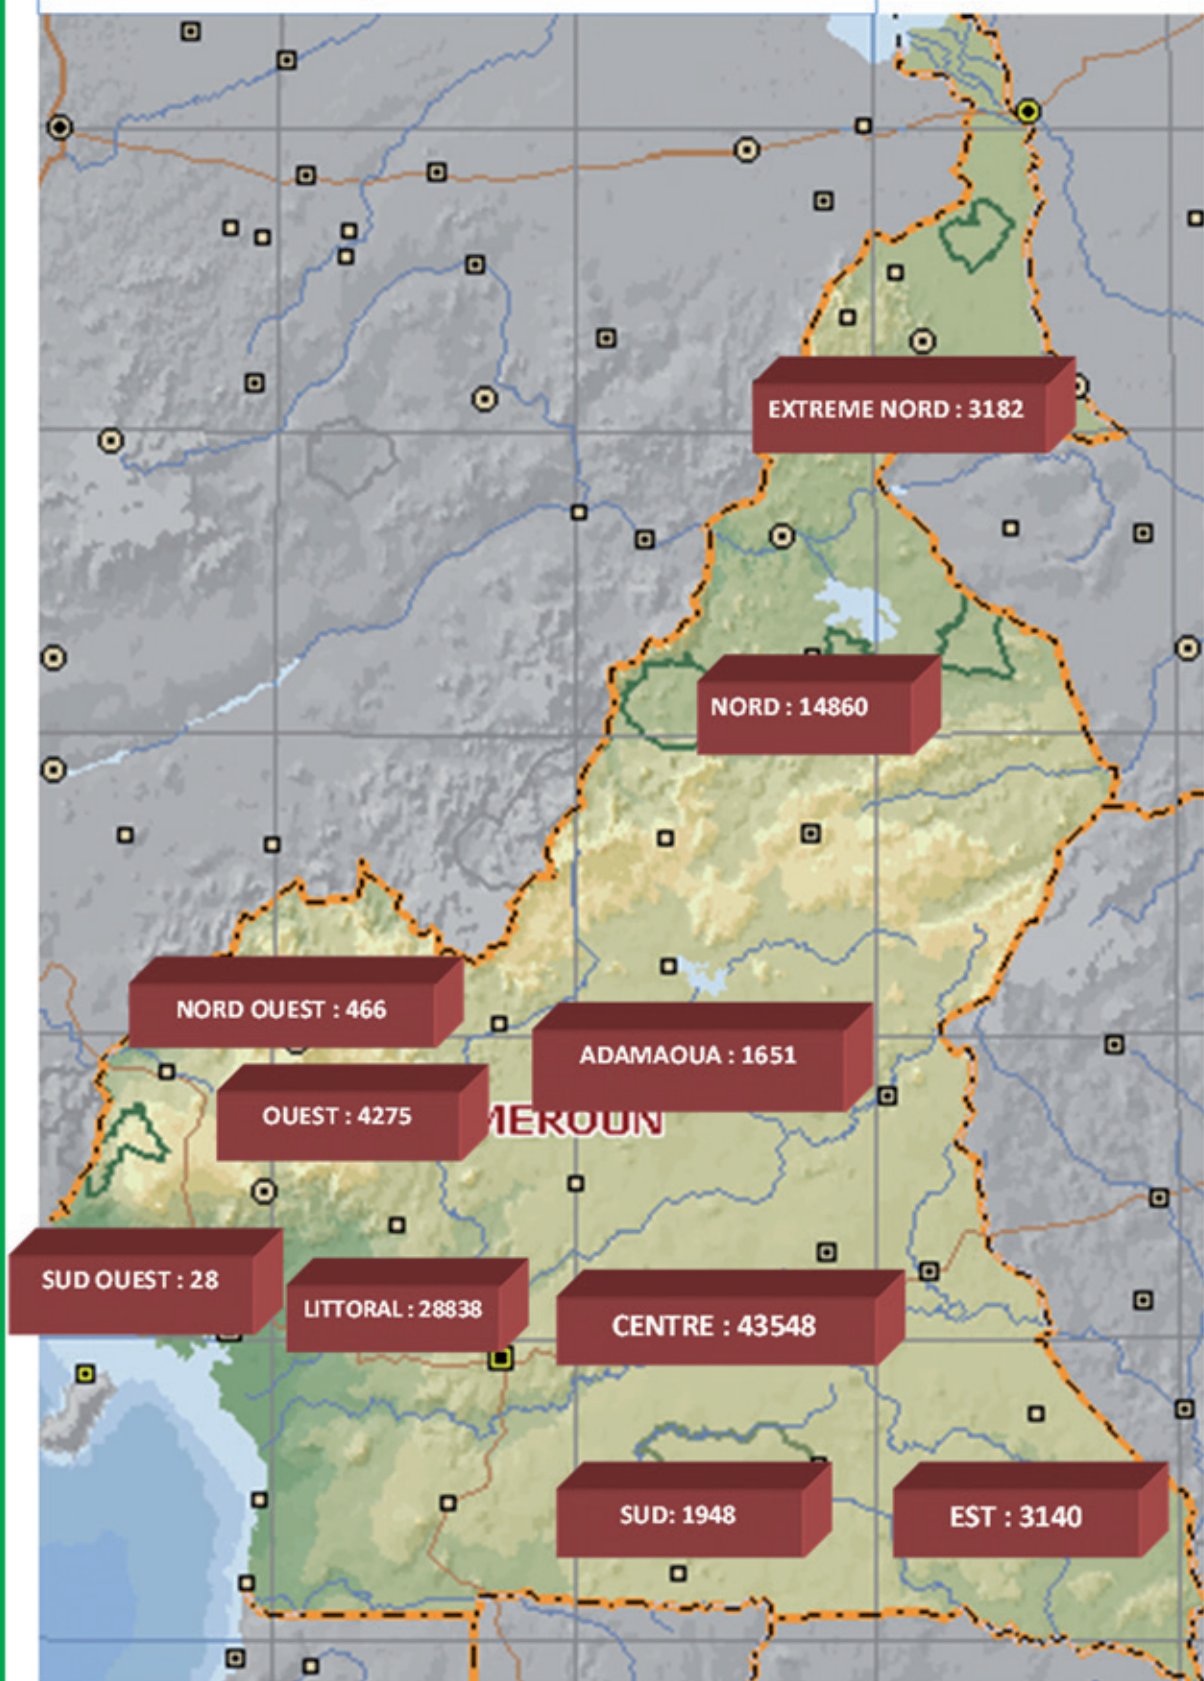 EXTREME NORD : 3182
NORD : 14860
NORD OUEST : 466
ADAMAOUA : 1651
OUEST : 4275
MEROUN
SUD OUEST : 28
LITTORAL : 28838
CENTRE : 43548
SUD: 1948
EST : 3140